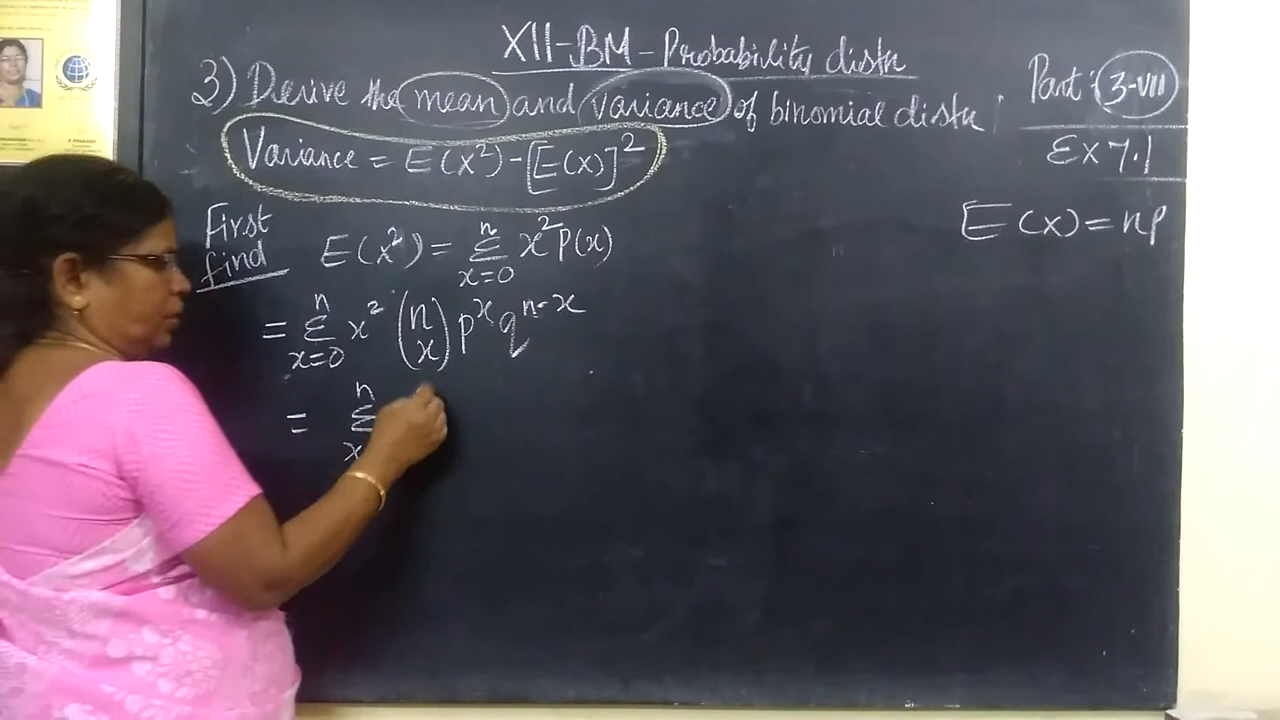 XII-BM-Probability distn
3) Derive the mean and variance of binomial distn
Part: 3-VII
Ex 7.1
Variance = E(X²) - [E(x)]²
E(x) = np
First
find
E(x²) = Σ x² P(x)
n
x=0
= Σ x² (n x) p^x q^(n-x)
n
x=0
= Σ
n
x